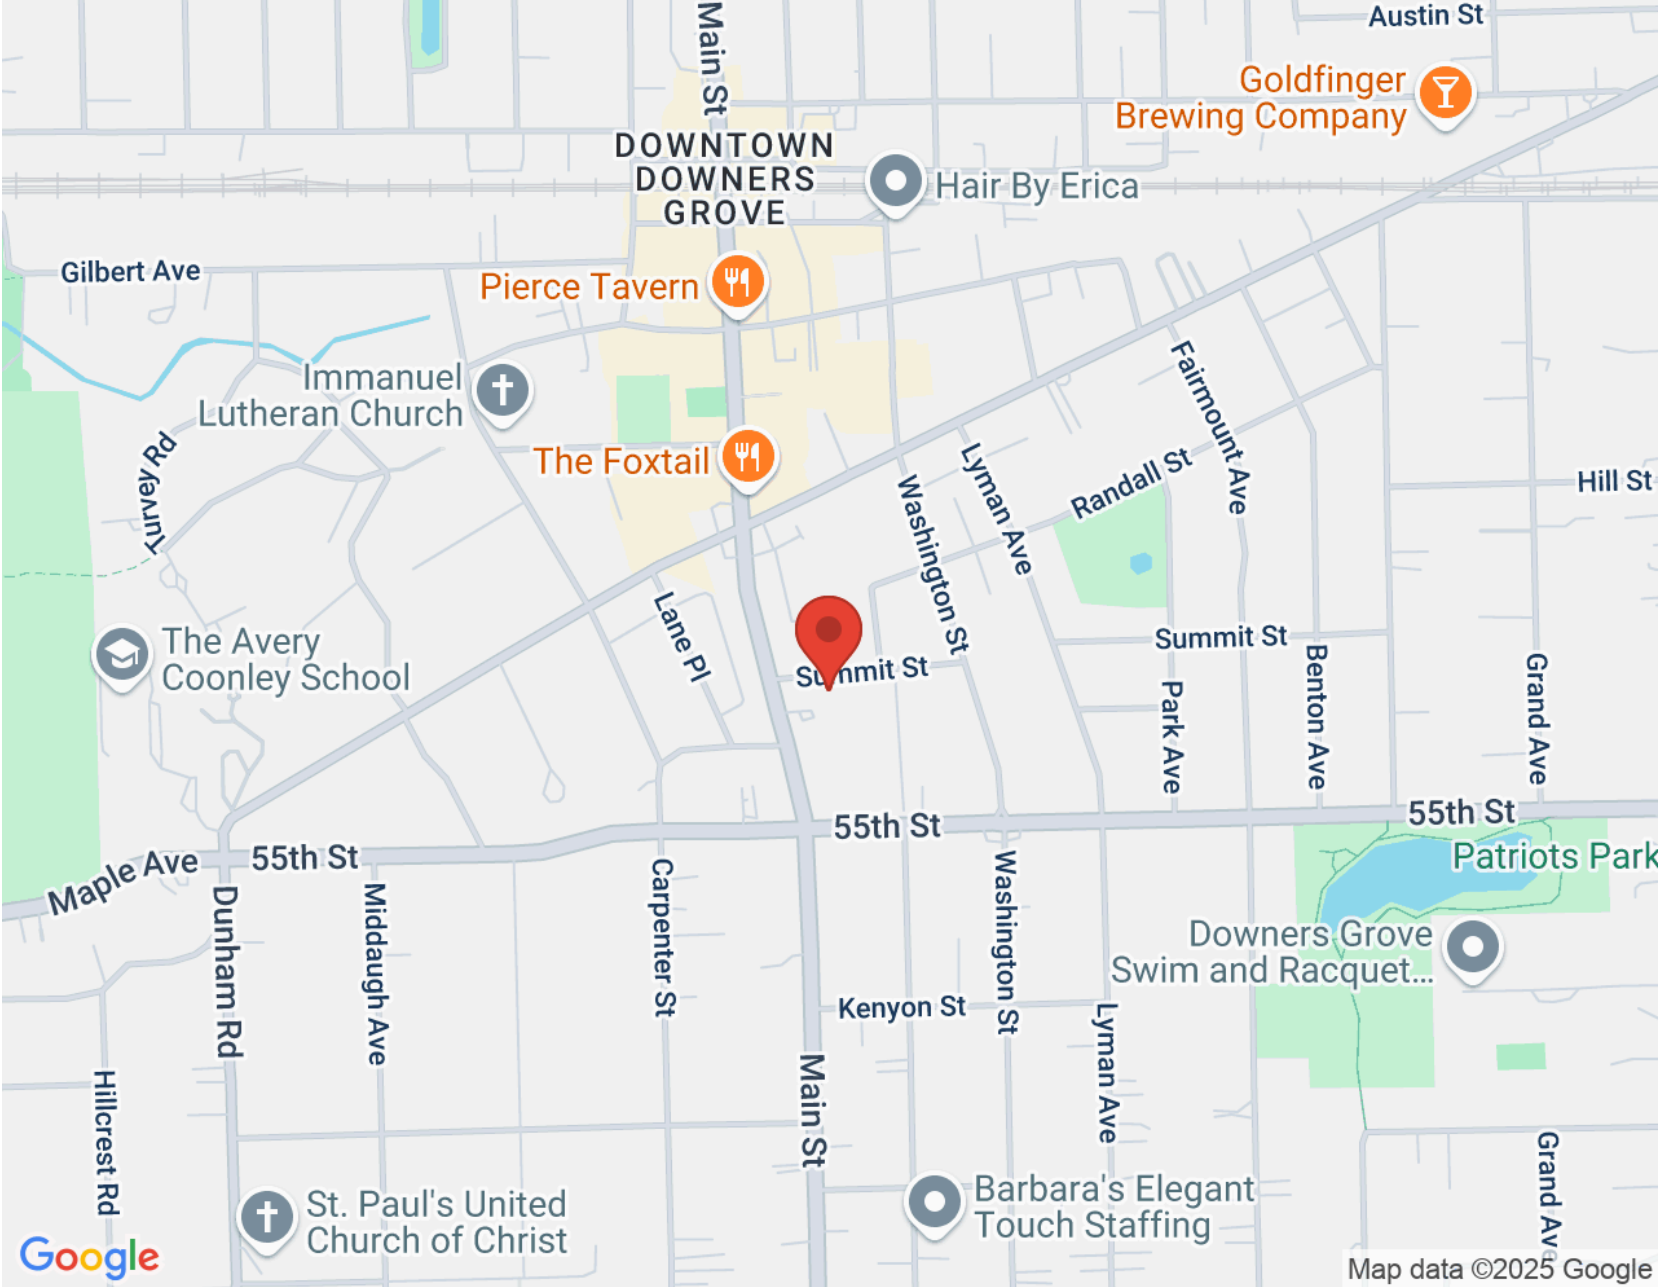 Main St
Austin St
Goldfinger
Brewing Company
DOWNTOWN
DOWNERS
GROVE
Hair By Erica
Gilbert Ave
Pierce Tavern
Immanuel
Lutheran Church
Fairmount Ave
The Foxtail
Turvey Rd
Lyman Ave
Randall St
Hill St
Washington St
Lane Pl
The Avery
Coonley School
Summit St
Summit St
Park Ave
Benton Ave
Grand Ave
55th St
55th St
55th St
Maple Ave
Patriots Park
Dunham Rd
Middaugh Ave
Carpenter St
Washington St
Downers Grove
Swim and Racquet...
Kenyon St
Lyman Ave
Main St
Hillcrest Rd
Grand Ave
Barbara's Elegant
Touch Staffing
St. Paul's United
Church of Christ
Google
Map data ©2025 Google